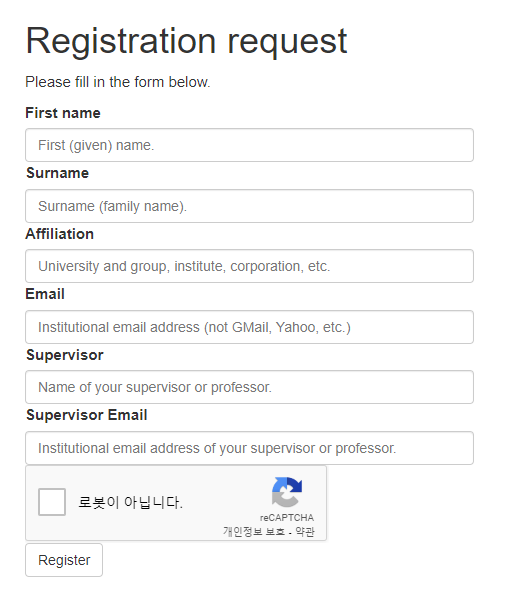 Registration request
Please fill in the form below.
First name
First (given) name.
Surname
Surname (family name).
Affiliation
University and group, institute, corporation, etc.
Email
Institutional email address (not GMail, Yahoo, etc.)
Supervisor
Name of your supervisor or professor.
Supervisor Email
Institutional email address of your supervisor or professor.
로봇이 아닙니다.
reCAPTCHA
개인정보 보호 - 약관
Register